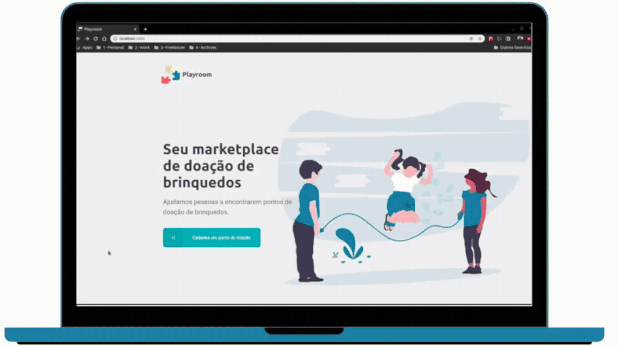 Playroom
localhost:3000
Apps 1-Personal 2-Work 3-Freelancer 4-Archives Outros favoritos
Playroom
Seu marketplace
de doação de
brinquedos
Ajudamos pessoas a encontrarem pontos de
doação de brinquedos.
Cadastre um ponto de doação